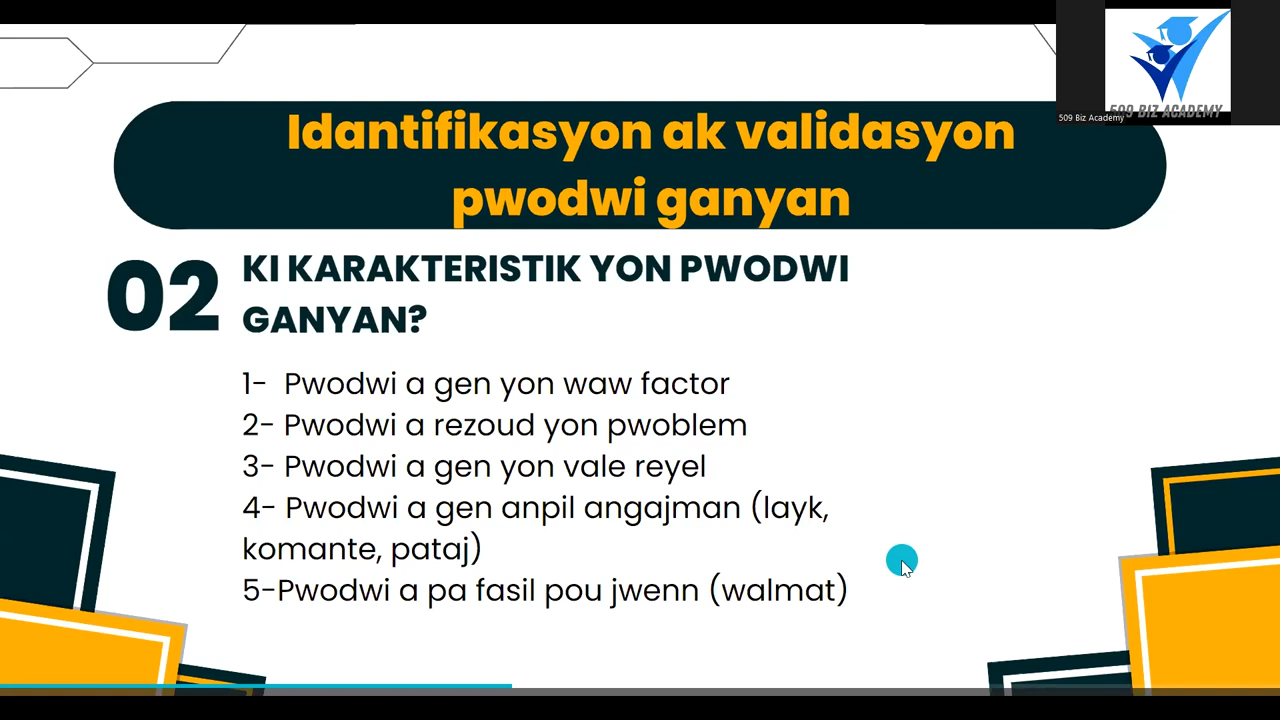 Idantifikasyon ak validasyon
pwodwi ganyan
509 BIZ ACADEMY
509 Biz Academy
02
KI KARAKTERISTIK YON PWODWI
GANYAN?
1- Pwodwi a gen yon waw factor
2- Pwodwi a rezoud yon pwoblem
3- Pwodwi a gen yon vale reyel
4- Pwodwi a gen anpil angajman (layk,
komante, pataj)
5-Pwodwi a pa fasil pou jwenn (walmat)